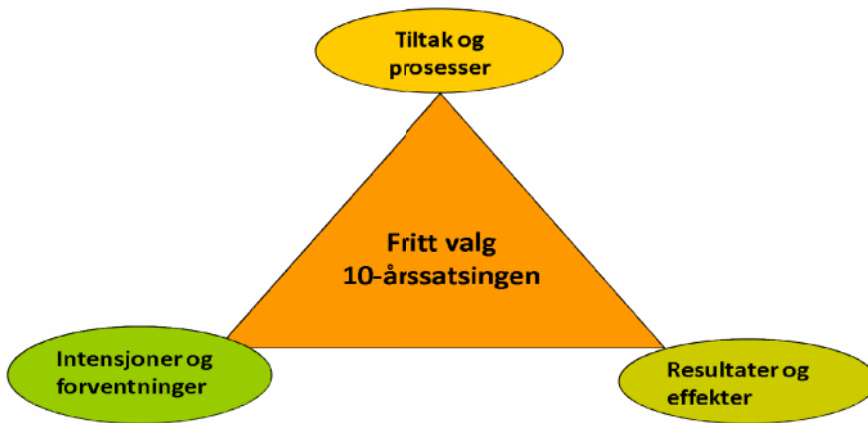 Tiltak og
prosesser
Fritt valg
10-årssatsingen
Intensjoner og
forventninger
Resultater og
effekter